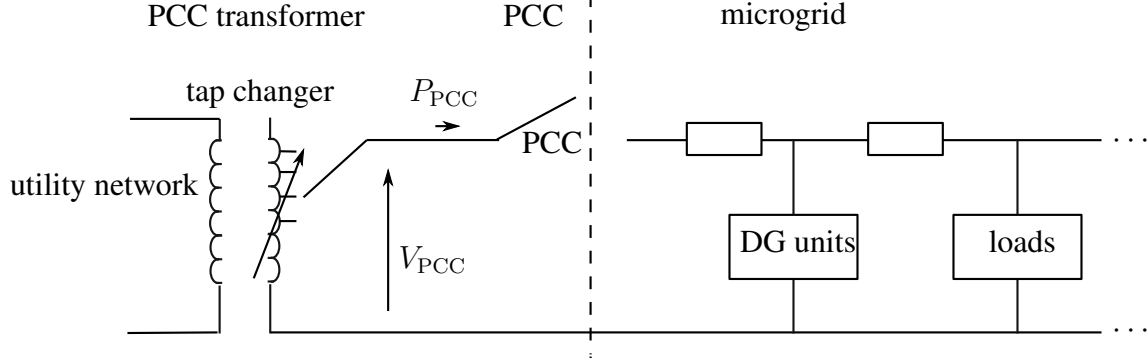 PCC transformer PCC microgrid
tap changer
P_PCC
PCC
utility network
V_PCC
DG units loads
...
...